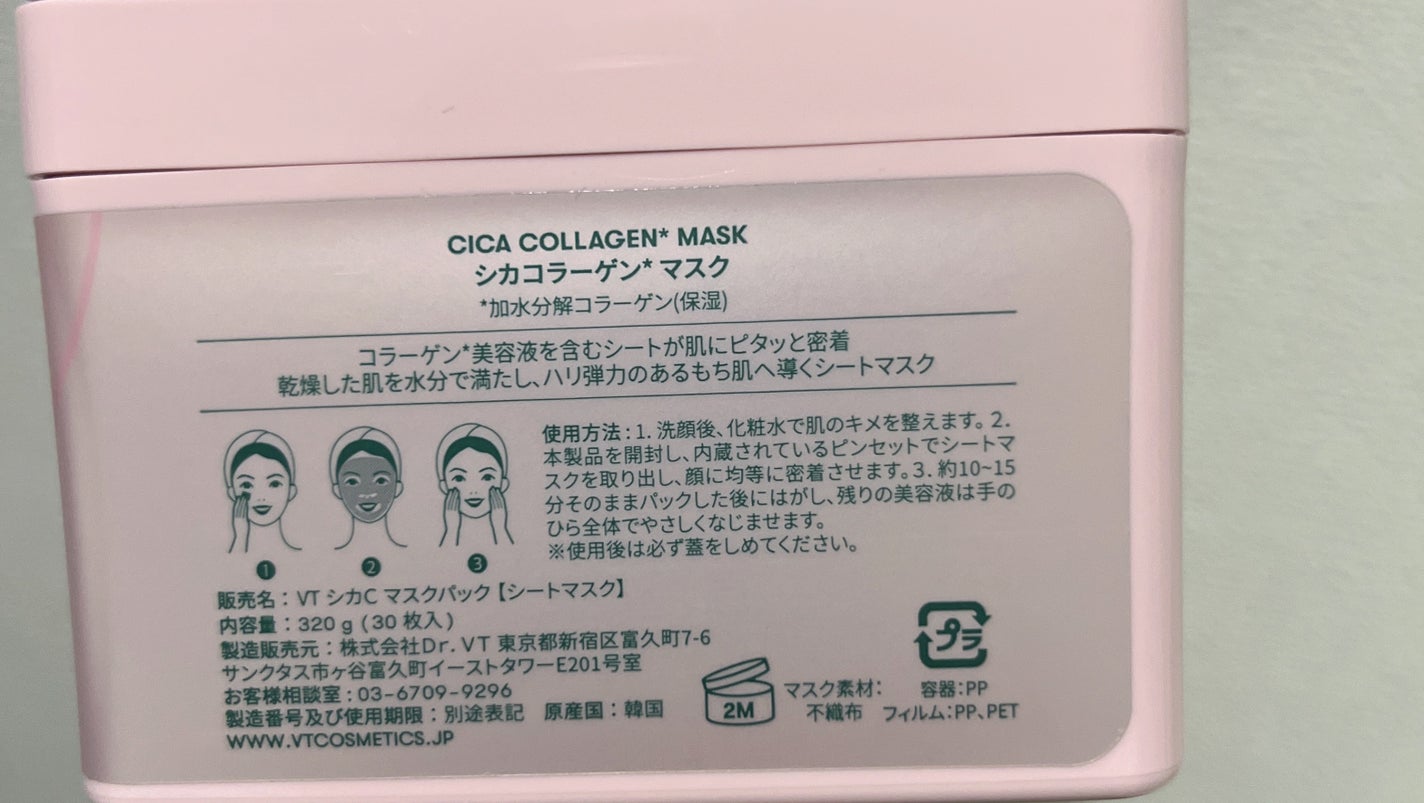 CICA COLLAGEN* MASK
シカコラーゲン* マスク
*加水分解コラーゲン(保湿)
コラーゲン*美容液を含むシートが肌にピタッと密着
乾燥した肌を水分で満たし、ハリ弾力のあるもち肌へ導くシートマスク
使用方法：1. 洗顔後、化粧水で肌のキメを整えます。2.
本製品を開封し、内蔵されているピンセットでシートマ
スクを取り出し、顔に均等に密着させます。3. 約10~15
分そのままパックした後にはがし、残りの美容液は手の
ひら全体でやさしくなじませます。
※使用後は必ず蓋をしめてください。
1 2 3
販売名：VT シカC マスクパック【シートマスク】
内容量：320 g (30 枚入)
製造販売元：株式会社Dr. VT 東京都新宿区富久町7-6
サンクタス市ヶ谷富久町イーストタワーE201号室
お客様相談室：03-6709-9296
製造番号及び使用期限：別途表記 原産国：韓国
WWW.VTCOSMETICS.JP
2M
マスク素材：
不織布
プラ
容器：PP
フィルム：PP、PET